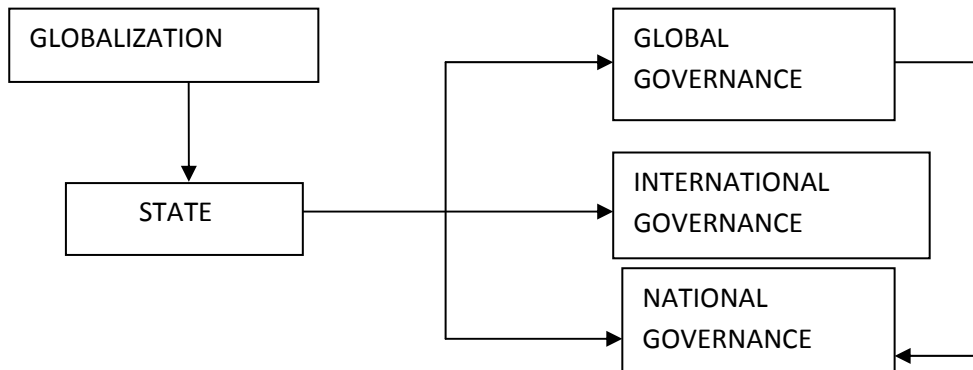 GLOBALIZATION
GLOBAL
GOVERNANCE
STATE
INTERNATIONAL
GOVERNANCE
NATIONAL
GOVERNANCE